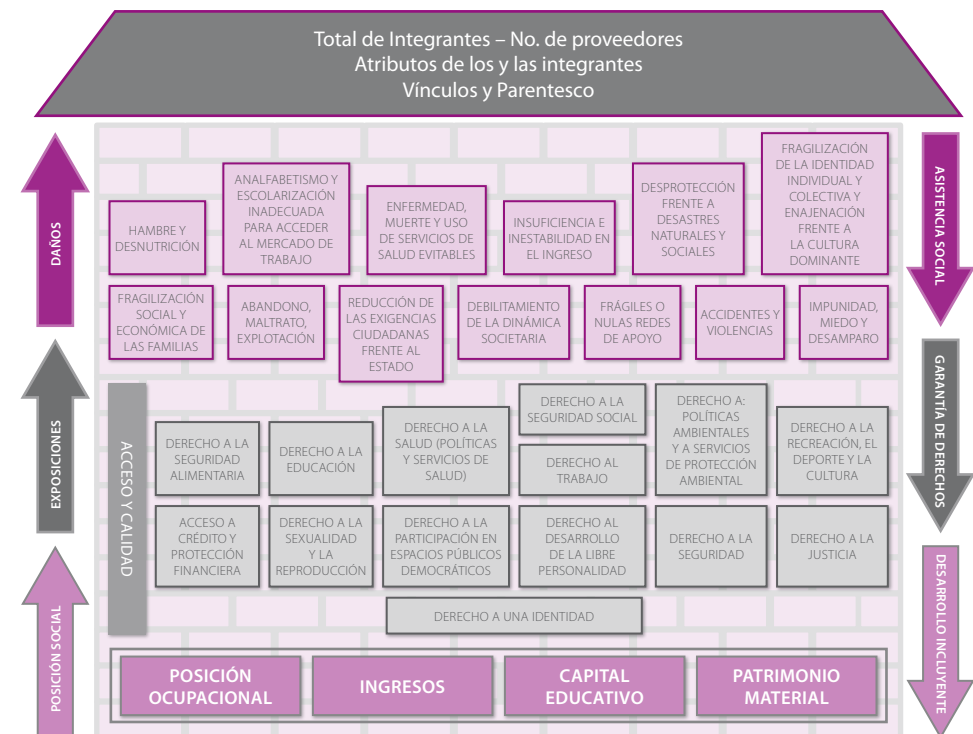 Total de Integrantes – No. de proveedores
Atributos de los y las integrantes
Vínculos y Parentesco
DAÑOS
HAMBRE Y
DESNUTRICIÓN
ANALFABETISMO Y
ESCOLARIZACIÓN
INADECUADA
PARA ACCEDER
AL MERCADO DE
TRABAJO
ENFERMEDAD,
MUERTE Y USO
DE SERVICIOS DE
SALUD EVITABLES
INSUFICIENCIA E
INESTABILIDAD EN
EL INGRESO
DESPROTECCIÓN
FRENTE A
DESASTRES
NATURALES Y
SOCIALES
FRAGILIZACIÓN
DE LA IDENTIDAD
INDIVIDUAL Y
COLECTIVA Y
ENAJENACIÓN
FRENTE A
LA CULTURA
DOMINANTE
ASISTENCIA SOCIAL
FRAGILIZACIÓN
SOCIAL Y
ECONÓMICA DE
LAS FAMILIAS
ABANDONO,
MALTRATO,
EXPLOTACIÓN
REDUCCIÓN DE
LAS EXIGENCIAS
CIUDADANAS
FRENTE AL
ESTADO
DEBILITAMIENTO
DE LA DINÁMICA
SOCIETARIA
FRÁGILES O
NULAS REDES
DE APOYO
ACCIDENTES Y
VIOLENCIAS
IMPUNIDAD,
MIEDO Y
DESAMPARO
EXPOSICIONES
ACCESO Y CALIDAD
DERECHO A LA
SEGURIDAD
ALIMENTARIA
DERECHO A LA
EDUCACIÓN
DERECHO A LA
SALUD (POLÍTICAS
Y SERVICIOS DE
SALUD)
DERECHO A LA
SEGURIDAD SOCIAL
DERECHO AL
TRABAJO
DERECHO A:
POLÍTICAS
AMBIENTALES
Y A SERVICIOS
DE PROTECCIÓN
AMBIENTAL
DERECHO A LA
RECREACIÓN, EL
DEPORTE Y LA
CULTURA
GARANTÍA DE DERECHOS
ACCESO A
CRÉDITO Y
PROTECCIÓN
FINANCIERA
DERECHO A LA
SEXUALIDAD
Y LA
REPRODUCCIÓN
DERECHO A LA
PARTICIPACIÓN EN
ESPACIOS PÚBLICOS
DEMOCRÁTICOS
DERECHO AL
DESARROLLO
DE LA LIBRE
PERSONALIDAD
DERECHO A LA
SEGURIDAD
DERECHO A LA
JUSTICIA
DERECHO A UNA IDENTIDAD
POSICIÓN SOCIAL
POSICIÓN
OCUPACIONAL
INGRESOS
CAPITAL
EDUCATIVO
PATRIMONIO
MATERIAL
DESARROLLO INCLUYENTE